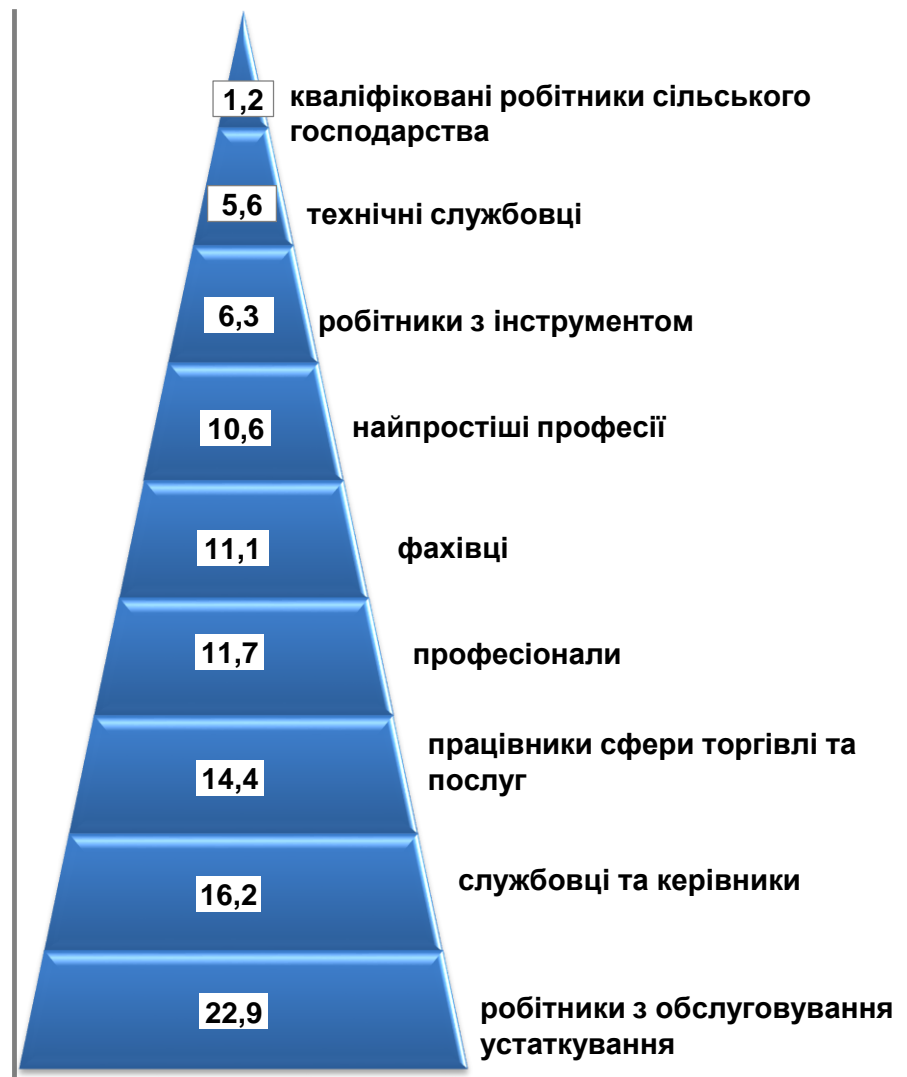 1,2
кваліфіковані робітники сільського
господарства
5,6
технічні службовці
6,3
робітники з інструментом
10,6
найпростіші професії
11,1
фахівці
11,7
професіонали
14,4
працівники сфери торгівлі та
послуг
16,2
службовці та керівники
22,9
робітники з обслуговування
устаткування